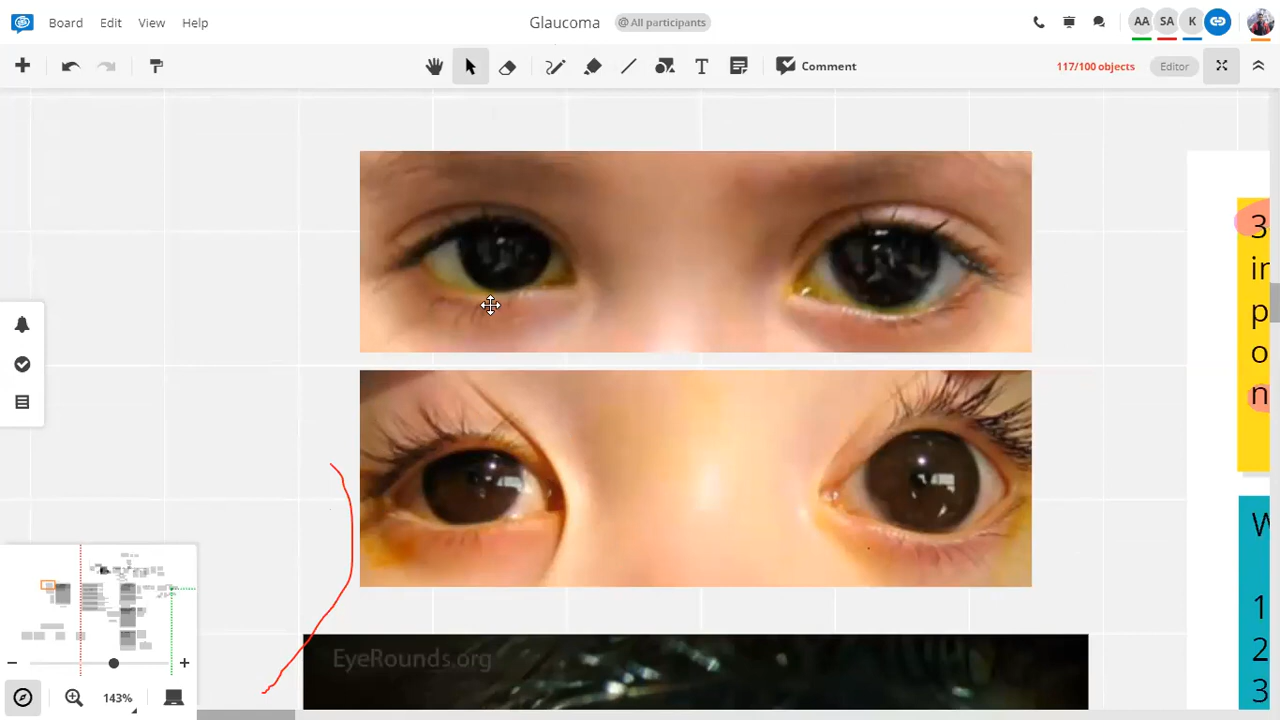 Board Edit View Help
Glaucoma
@ All participants
AA SA K
Comment
117/100 objects
Editor
3
ir
p
o
n
W
1
2
3
EyeRounds.org
143%